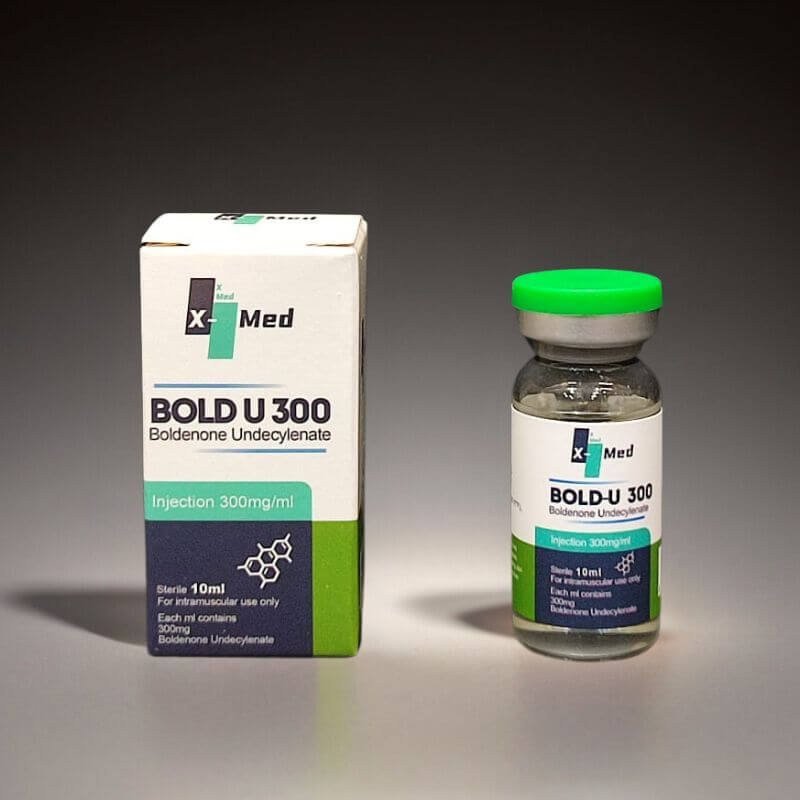 X-Med
X
Med
X-Med
BOLD U 300
Boldenone Undecylenate
Injection 300mg/ml
Sterile 10ml
For intramuscular use only
Each ml contains
300mg
Boldenone Undecylenate
X
Med
X-Med
BOLD-U 300
Boldenone Undecylenate
Injection 300mg/ml
Sterile 10ml
For intramuscular use only
Each ml contains
300mg
Boldenone Undecylenate